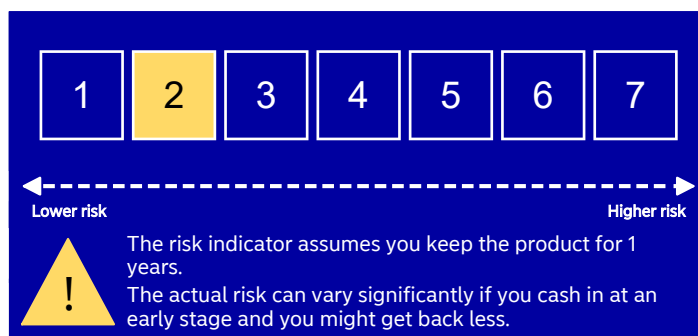 1 2 3 4 5 6 7
Lower risk Higher risk
!
The risk indicator assumes you keep the product for 1
years.
The actual risk can vary significantly if you cash in at an
early stage and you might get back less.